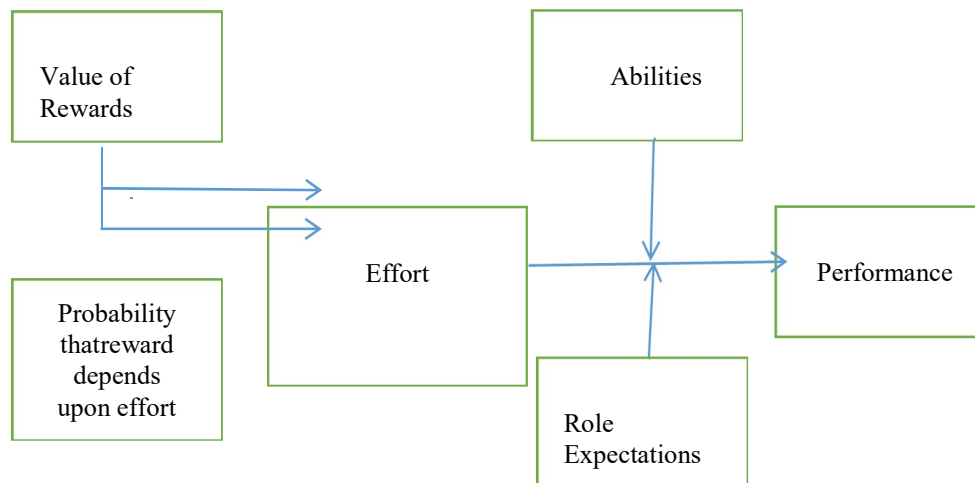 Value of
Rewards
Abilities
Effort
Performance
Probability
thatreward
depends
upon effort
Role
Expectations